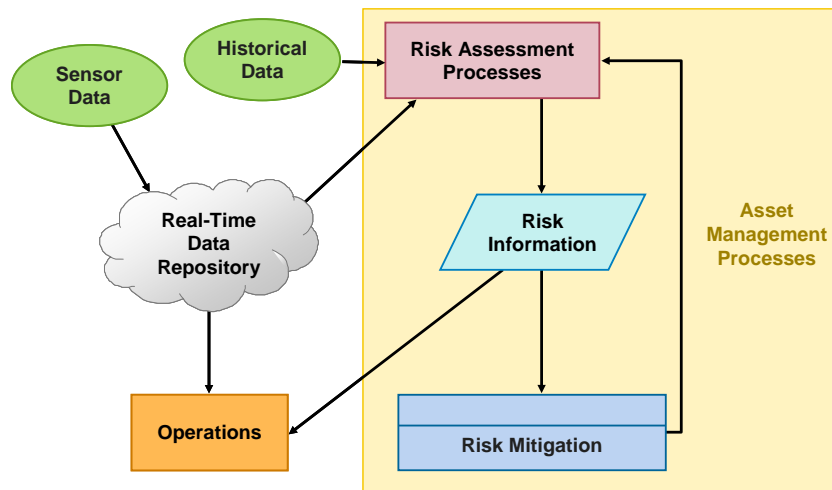 Historical
Data
Risk Assessment
Processes
Sensor
Data
Real-Time
Data
Repository
Risk
Information
Asset
Management
Processes
Operations
Risk Mitigation